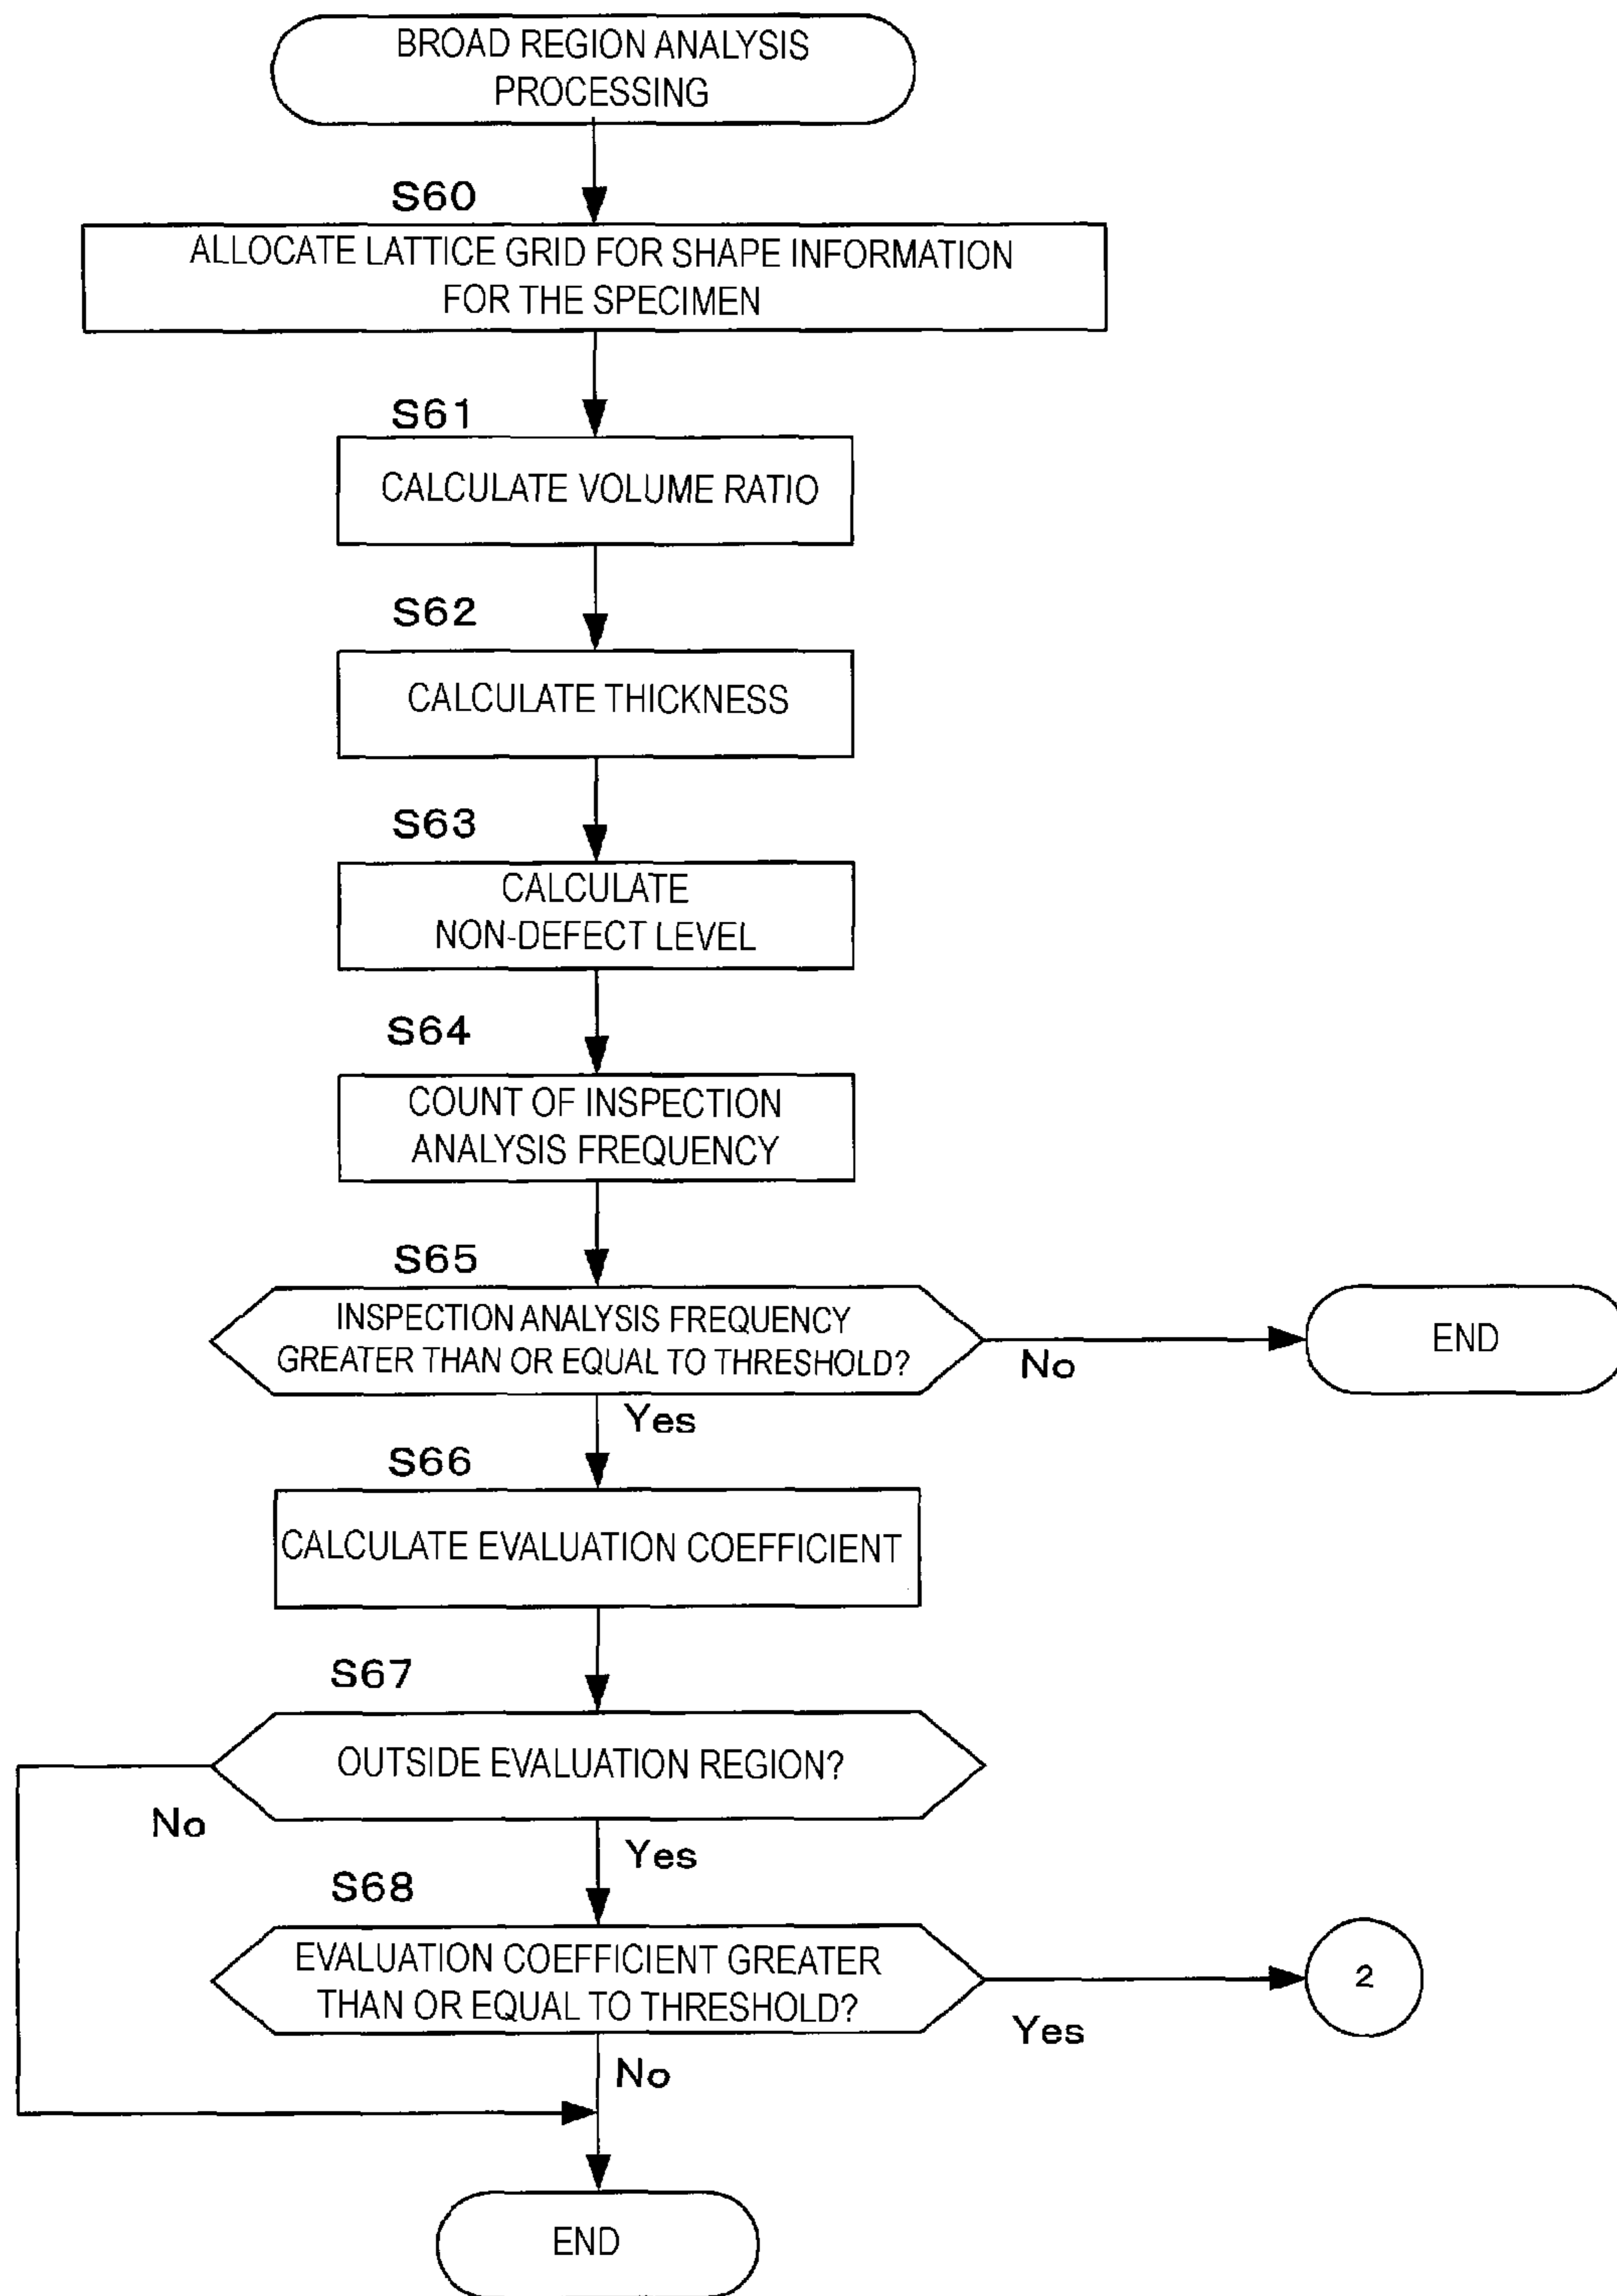 BROAD REGION ANALYSIS
PROCESSING
S60
ALLOCATE LATTICE GRID FOR SHAPE INFORMATION
FOR THE SPECIMEN
S61
CALCULATE VOLUME RATIO
S62
CALCULATE THICKNESS
S63
CALCULATE
NON-DEFECT LEVEL
S64
COUNT OF INSPECTION
ANALYSIS FREQUENCY
S65
INSPECTION ANALYSIS FREQUENCY
GREATER THAN OR EQUAL TO THRESHOLD?
No
END
Yes
S66
CALCULATE EVALUATION COEFFICIENT
S67
OUTSIDE EVALUATION REGION?
No
Yes
S68
EVALUATION COEFFICIENT GREATER
THAN OR EQUAL TO THRESHOLD?
Yes
2
No
END